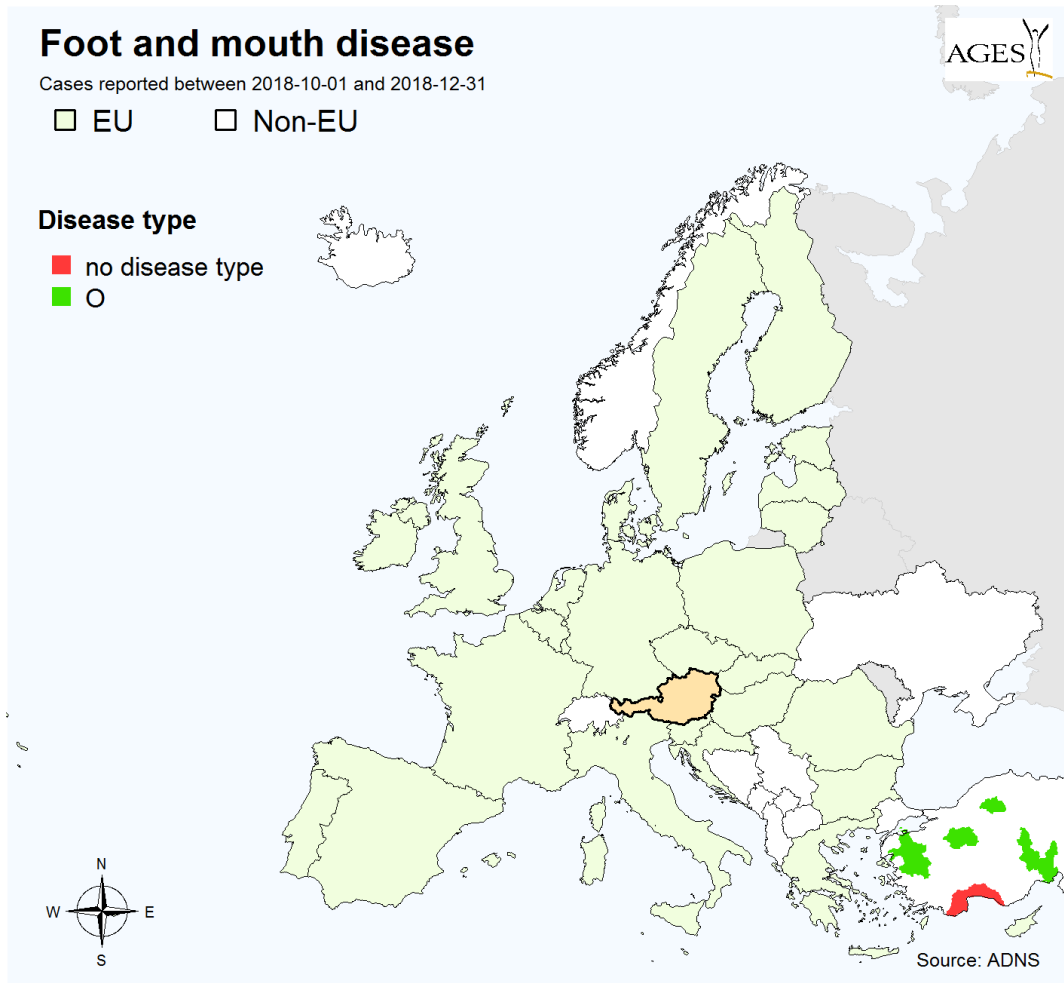 Foot and mouth disease
AGES
Cases reported between 2018-10-01 and 2018-12-31
EU Non-EU
Disease type
no disease type
O
N
W E
S
Source: ADNS